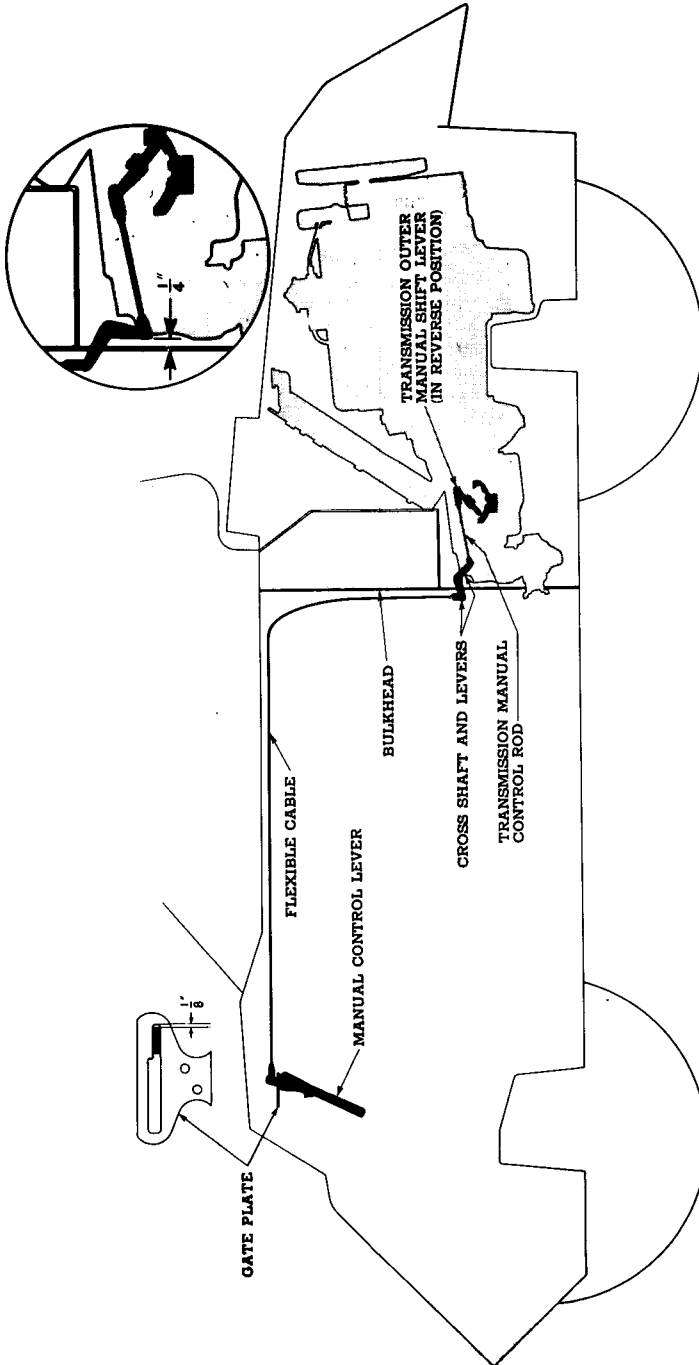 GATE PLATE
1"
8
MANUAL CONTROL LEVER
FLEXIBLE CABLE
BULKHEAD
CROSS SHAFT AND LEVERS
TRANSMISSION MANUAL
CONTROL ROD
TRANSMISSION OUTER
MANUAL SHIFT LEVER
(IN REVERSE POSITION)
1"
4